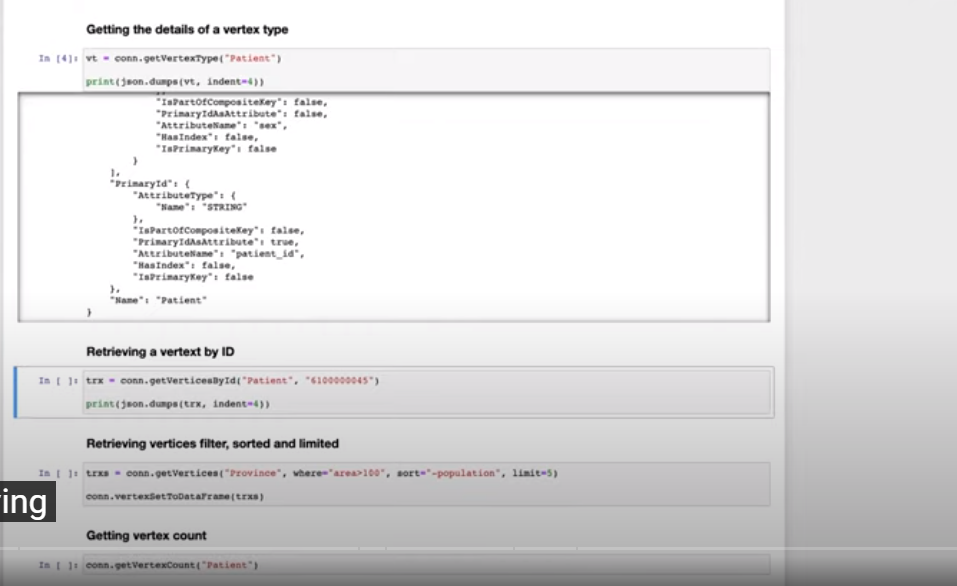 Getting the details of a vertex type
In [4]: vt = conn.getVertexType("Patient")
print(json.dumps(vt, indent=4))
"IsPartOfCompositeKey": false,
"PrimaryIdAsAttribute": false,
"AttributeName": "sex",
"HasIndex": false,
"IsPrimaryKey": false
}
],
"PrimaryId": {
"AttributeType": {
"Name": "STRING"
},
"IsPartOfCompositeKey": false,
"PrimaryIdAsAttribute": true,
"AttributeName": "patient_id",
"HasIndex": false,
"IsPrimaryKey": false
},
"Name": "Patient"
}
Retrieving a vertext by ID
In [ ]: trx = conn.getVerticesById("Patient", "6100000045")
print(json.dumps(trx, indent=4))
Retrieving vertices filter, sorted and limited
In [ ]: trxs = conn.getVertices("Province", where="area>100", sort="-population", limit=5)
conn.vertexSetToDataFrame(trxs)
ing
Getting vertex count
In [ ]: conn.getVertexCount("Patient")